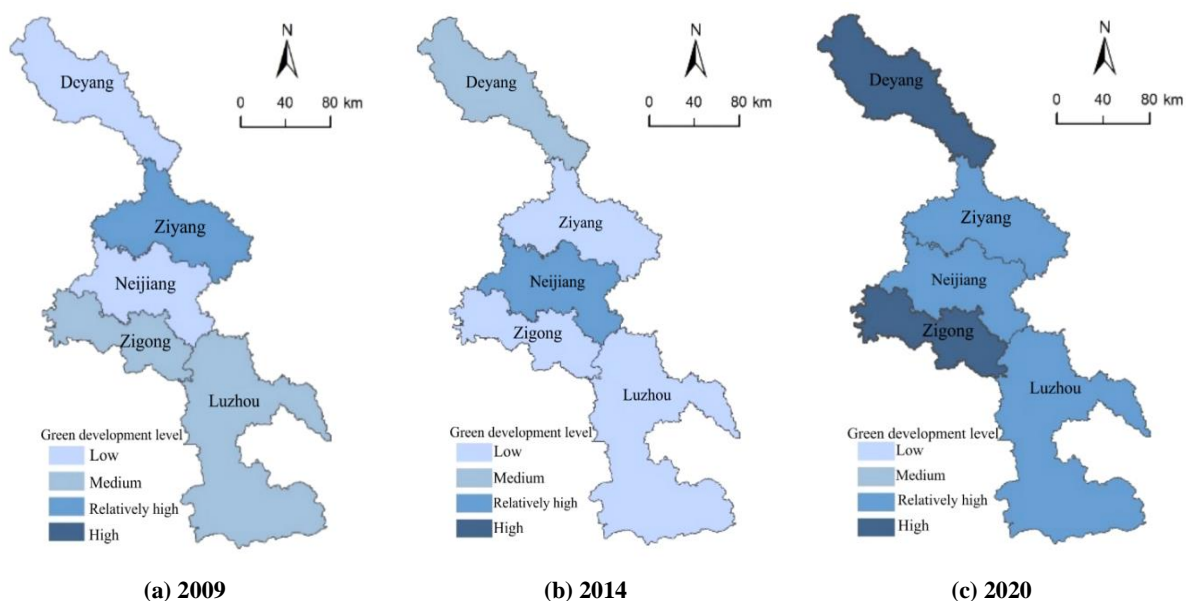 N
0 40 80 km
Deyang
Ziyang
Neijiang
Zigong
Luzhou
Green development level
Low
Medium
Relatively high
High
(a) 2009
N
0 40 80 km
Deyang
Ziyang
Neijiang
Zigong
Luzhou
Green development level
Low
Medium
Relatively high
High
(b) 2014
N
0 40 80 km
Deyang
Ziyang
Neijiang
Zigong
Luzhou
Green development level
Low
Medium
Relatively high
High
(c) 2020